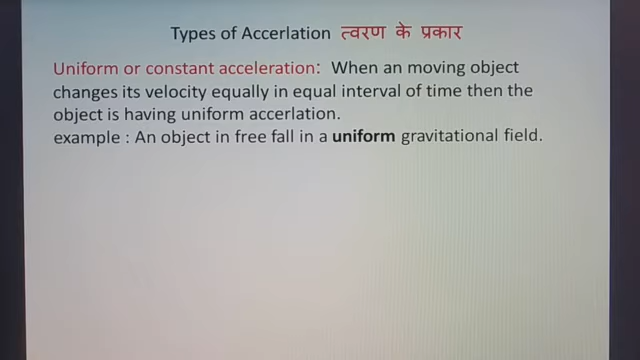 Types of Accerlation त्वरण के प्रकार
Uniform or constant acceleration: When an moving object
changes its velocity equally in equal interval of time then the
object is having uniform accerlation.
example : An object in free fall in a uniform gravitational field.